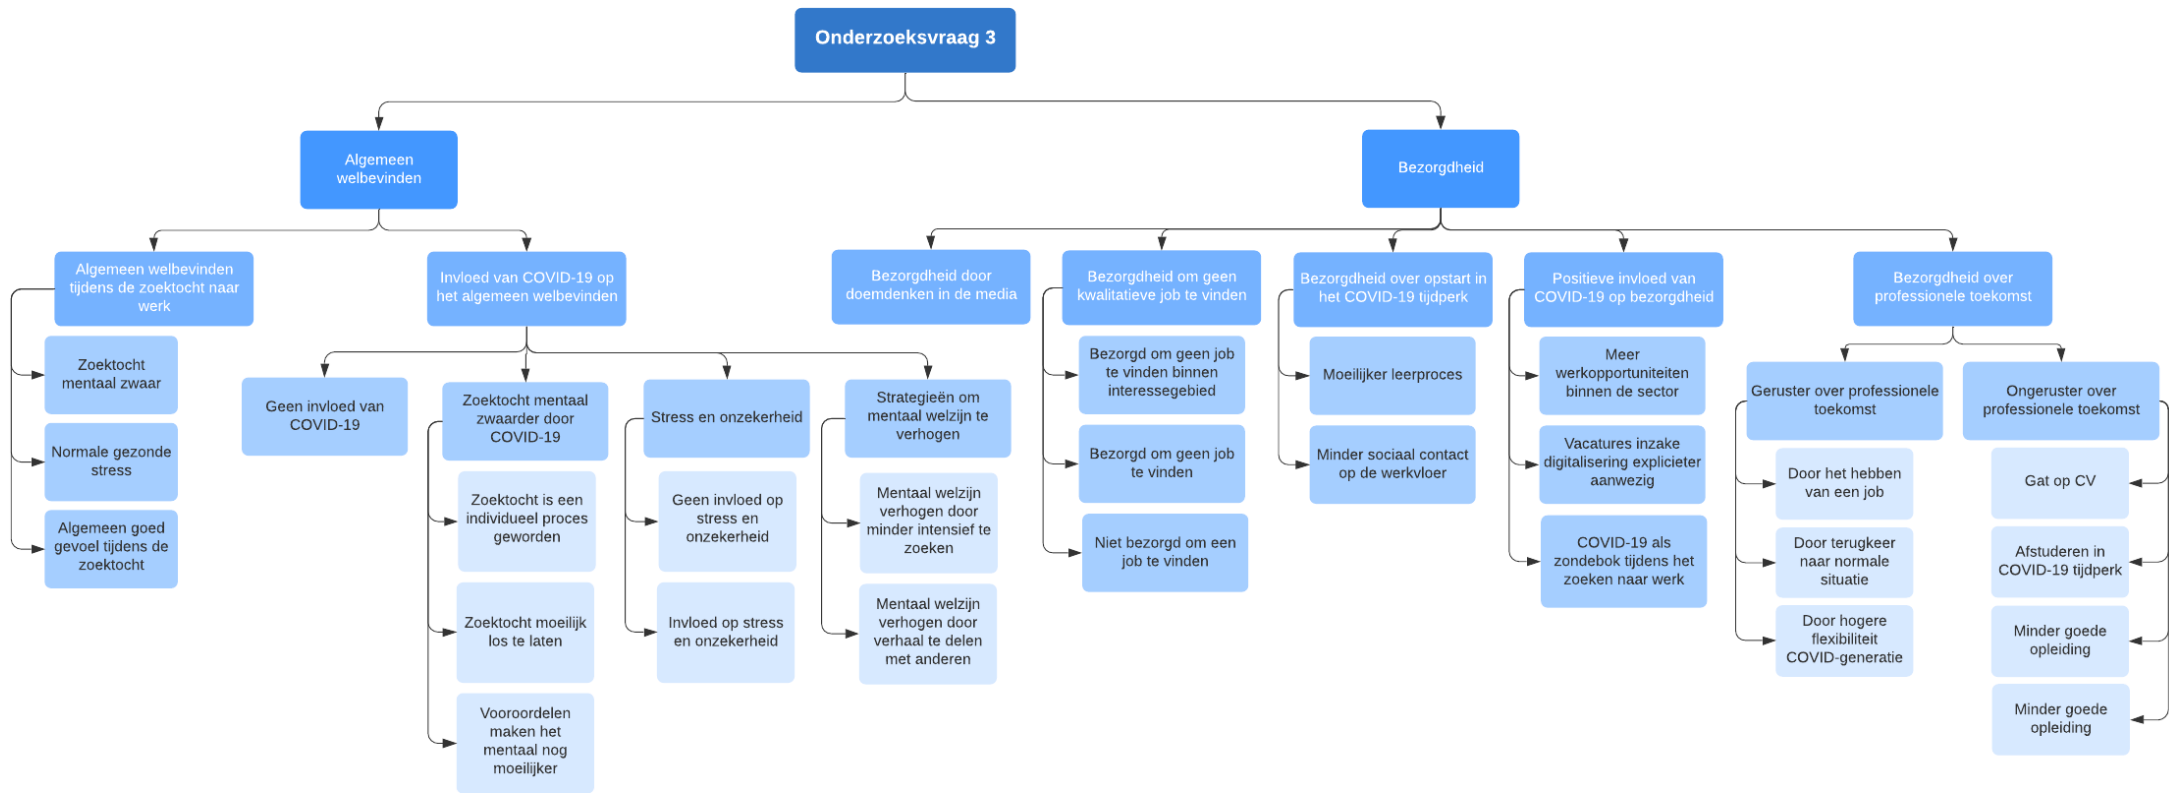 Onderzoeksvraag 3
Algemeen
welbevinden
Bezorgdheid
Algemeen welbevinden
tijdens de zoektocht naar
werk
Invloed van COVID-19 op
het algemeen welbevinden
Bezorgdheid door
doemdenken in de media
Bezorgdheid om geen
kwalitatieve job te vinden
Bezorgdheid over opstart in
het COVID-19 tijdperk
Positieve invloed van
COVID-19 op bezorgdheid
Bezorgdheid over
professionele toekomst
Zoektocht
mentaal zwaar
Normale gezonde
stress
Algemeen goed
gevoel tijdens de
zoektocht
Geen invloed van
COVID-19
Zoektocht mentaal
zwaarder door
COVID-19
Zoektocht is een
individueel proces
geworden
Zoektocht moeilijk
los te laten
Vooroordelen
maken het
mentaal nog
moeilijker
Stress en onzekerheid
Geen invloed op
stress en
onzekerheid
Invloed op stress
en onzekerheid
Strategieën om
mentaal welzijn te
verhogen
Mentaal welzijn
verhogen door
minder intensief te
zoeken
Mentaal welzijn
verhogen door
verhaal te delen
met anderen
Bezorgd om geen job
te vinden binnen
interessegebied
Bezorgd om geen job
te vinden
Niet bezorgd om een
job te vinden
Moeilijker leerproces
Minder sociaal contact
op de werkvloer
Meer
werkopportuniteiten
binnen de sector
Vacatures inzake
digitalisering explicieter
aanwezig
COVID-19 als
zondebok tijdens het
zoeken naar werk
Geruster over professionele
toekomst
Door het hebben
van een job
Door terugkeer
naar normale
situatie
Door hogere
flexibiliteit
COVID-generatie
Ongeruster over
professionele toekomst
Gat op CV
Afstuderen in
COVID-19 tijdperk
Minder goede
opleiding
Minder goede
opleiding